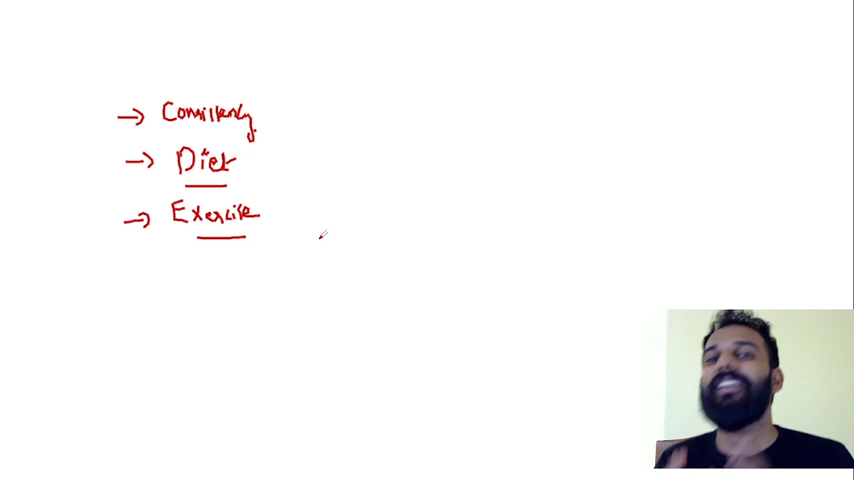 → Consistency
→ Diet
→ Exercise